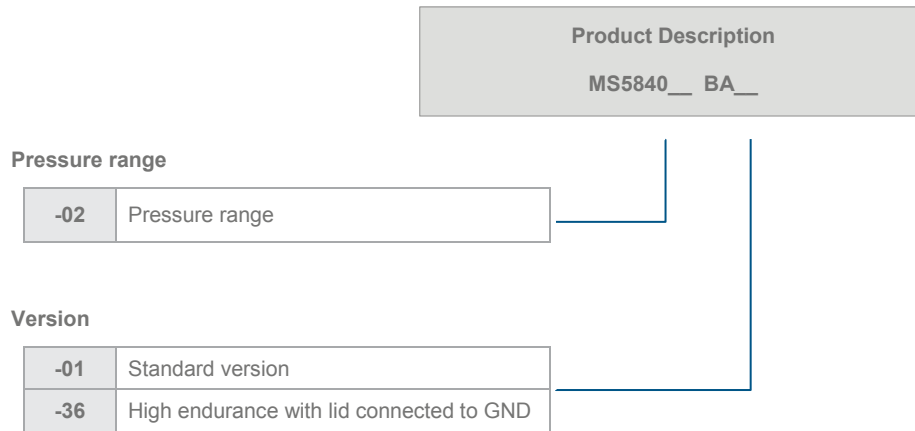 Product Description
MS5840__ BA__
Pressure range
-02 Pressure range
Version
-01 Standard version
-36 High endurance with lid connected to GND